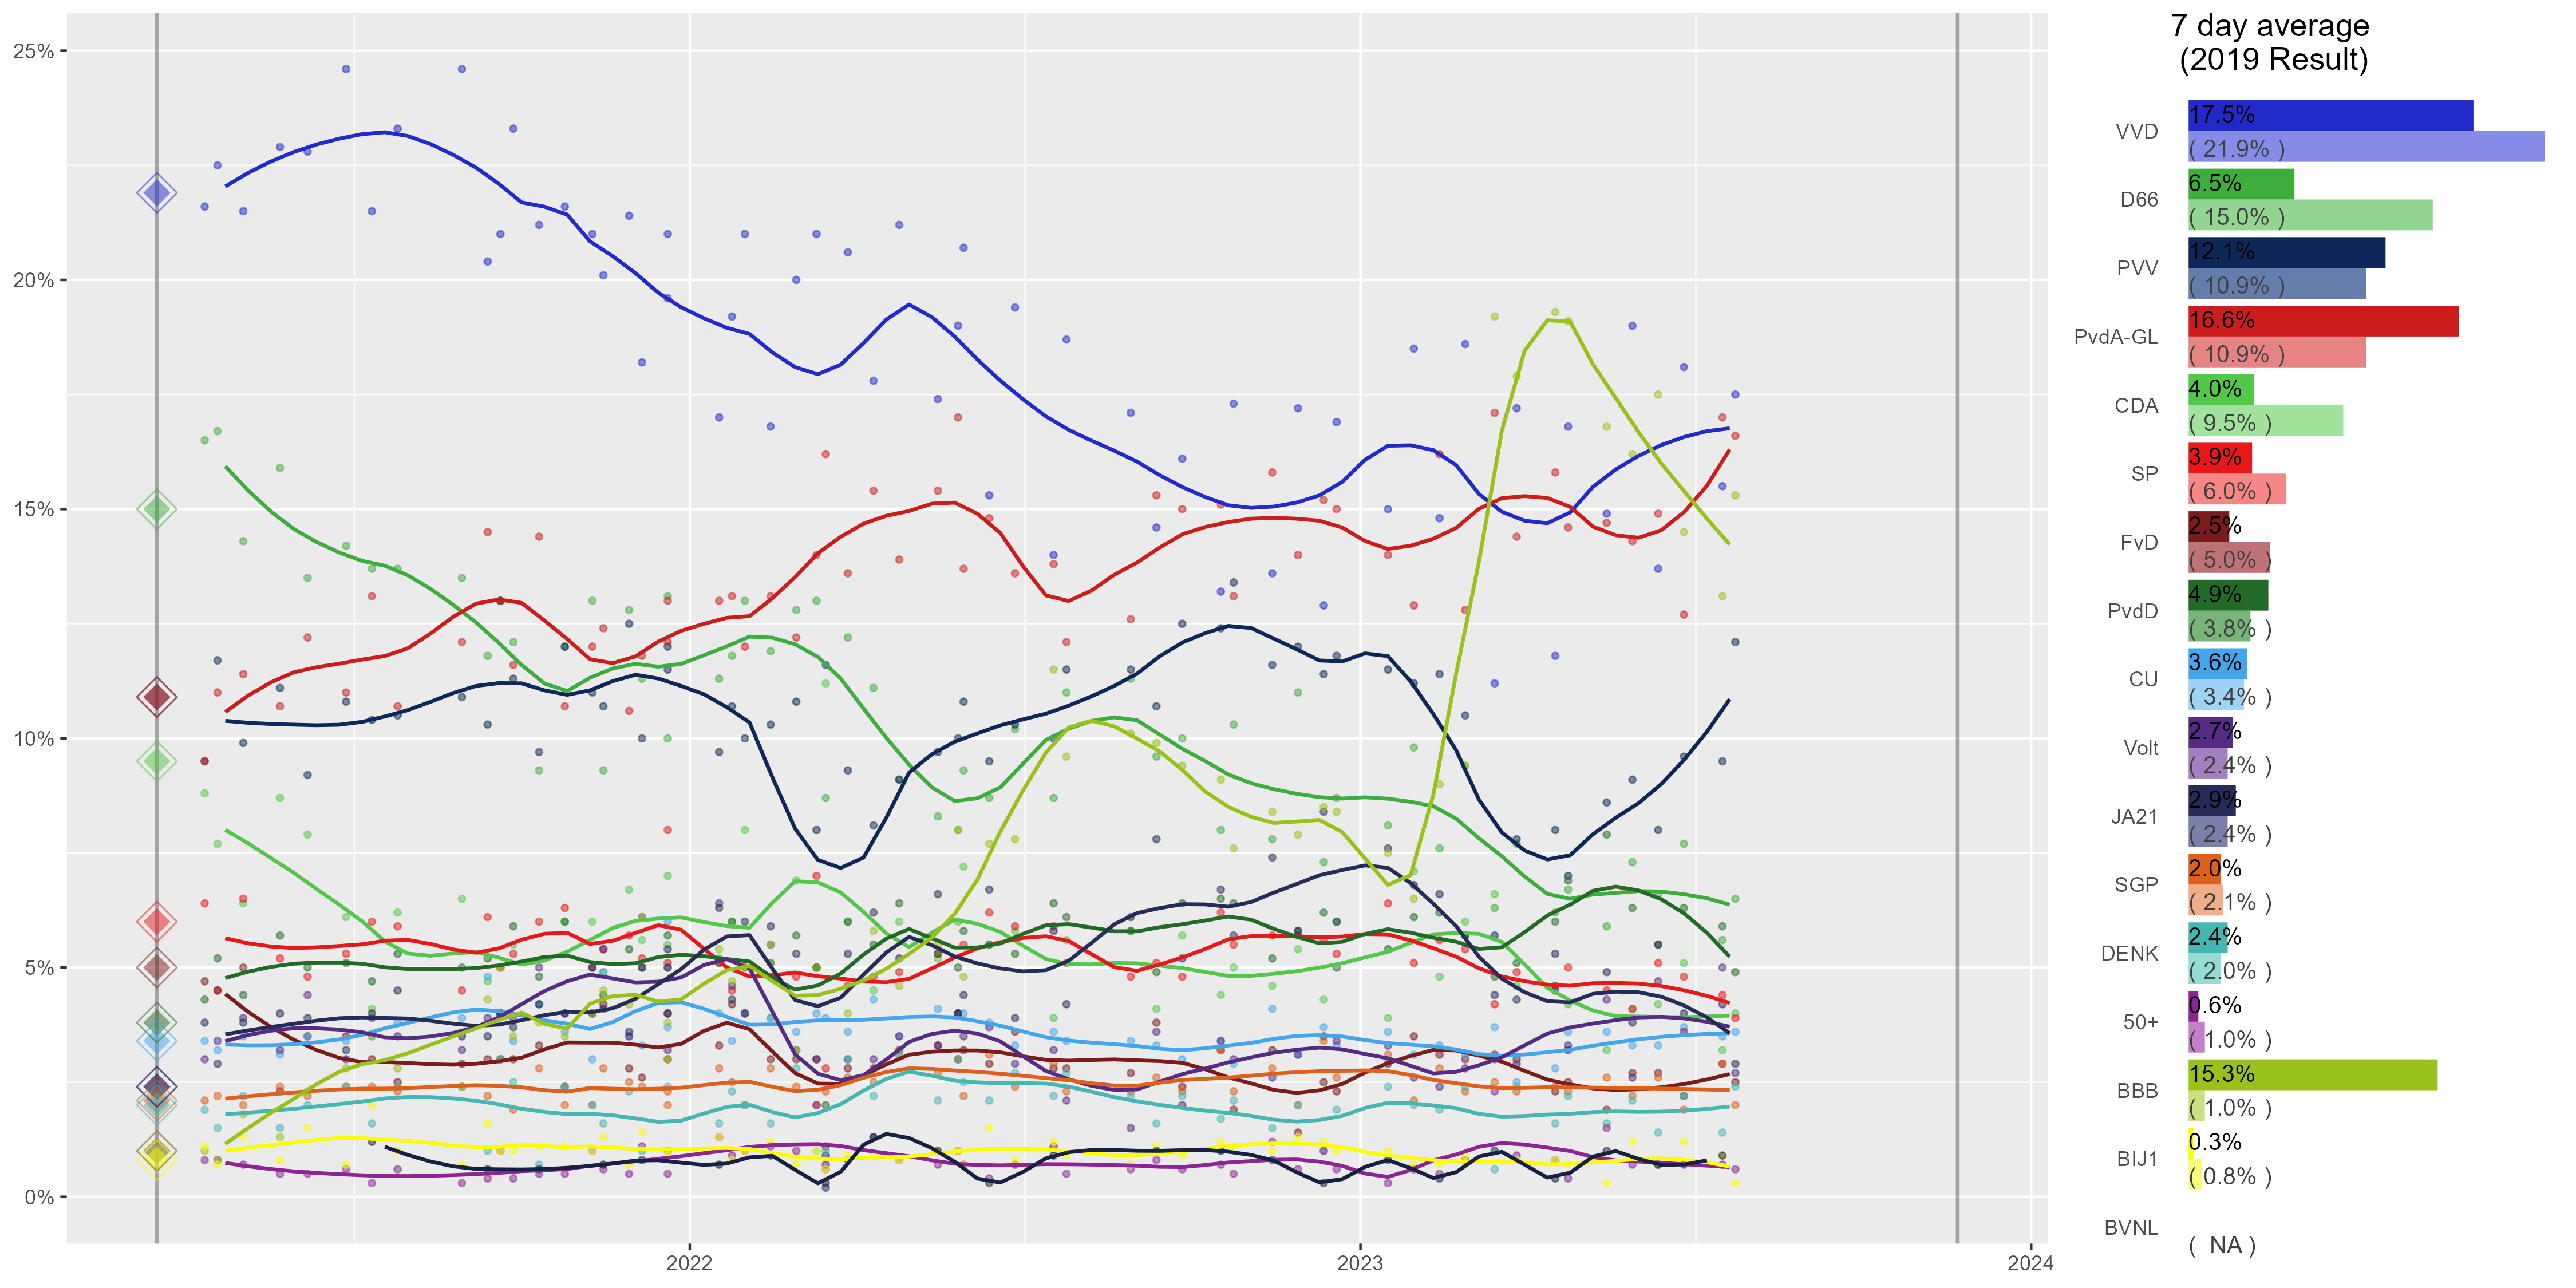 7 day average
(2019 Result)
25%
20%
15%
10%
5%
0%
2022
2023
2024
VVD
17.5%
( 21.9% )
D66
6.5%
( 15.0% )
PVV
12.1%
( 10.9% )
PvdA-GL
16.6%
( 10.9% )
CDA
4.0%
( 9.5% )
SP
3.9%
( 6.0% )
FvD
2.5%
( 5.0% )
PvdD
4.9%
( 3.8% )
CU
3.6%
( 3.4% )
Volt
2.7%
( 2.4% )
JA21
2.9%
( 2.4% )
SGP
2.0%
( 2.1% )
DENK
2.4%
( 2.0% )
50+
0.6%
( 1.0% )
BBB
15.3%
( 1.0% )
BIJ1
0.3%
( 0.8% )
BVNL
( NA )